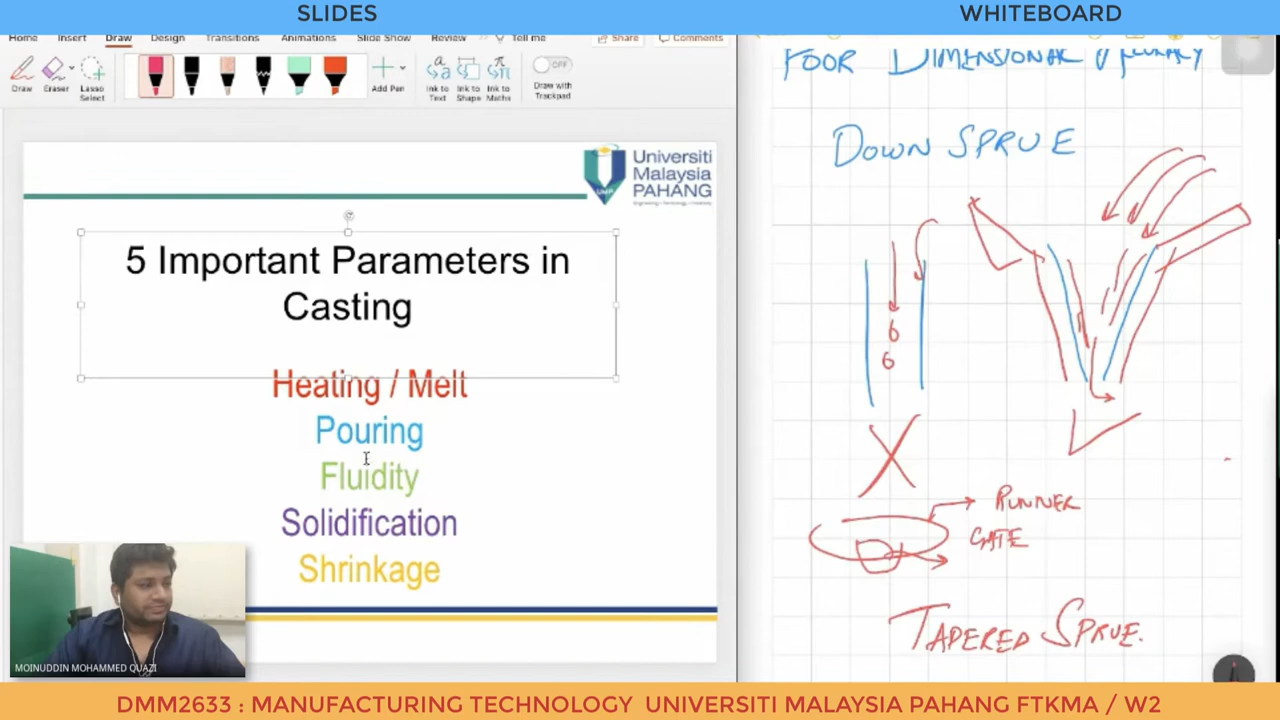 SLIDES
WHITEBOARD
Home Insert Draw Design Transitions Animations Slide Show Review Tell me Share Comments
Draw Eraser Lasso Select Add Pen Ink to Text Ink to Shape Ink to Maths OFF Draw with Trackpad
Universiti
Malaysia
PAHANG
5 Important Parameters in
Casting
Heating / Melt
Pouring
Fluidity
Solidification
Shrinkage
MOINUDDIN MOHAMMED QUAZI
POOR DIMENSIONAL
DOWN SPRUE
RUNNER
GATE
TAPERED SPRUE.
DMM2633 : MANUFACTURING TECHNOLOGY UNIVERSITI MALAYSIA PAHANG FTKMA / W2